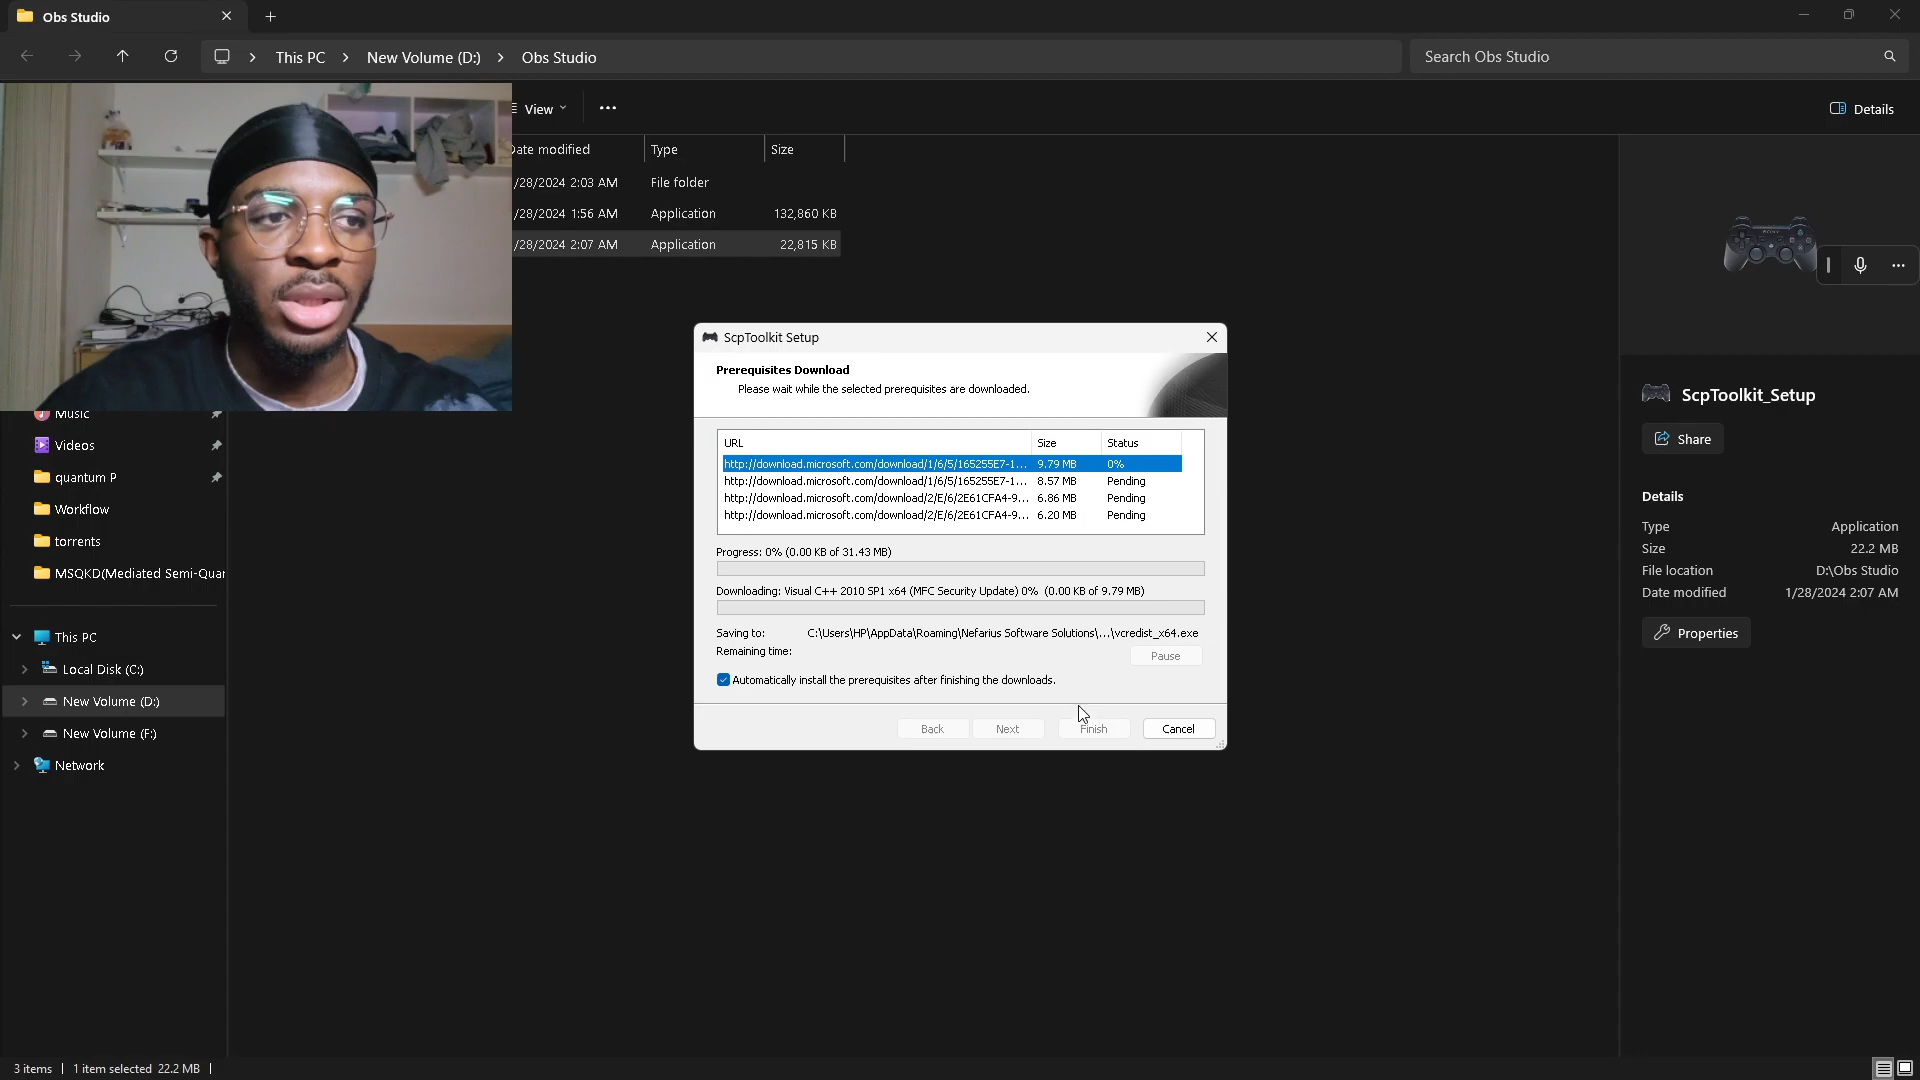 Obs Studio
This PC
New Volume (D:)
Obs Studio
Search Obs Studio
View
Details
Date modified
Type
Size
/28/2024 2:03 AM
File folder
/28/2024 1:56 AM
Application
132,860 KB
/28/2024 2:07 AM
Application
22,815 KB
Music
Videos
quantum P
Workflow
torrents
MSQKD(Mediated Semi-Quar
This PC
Local Disk (C:)
New Volume (D:)
New Volume (F:)
Network
ScpToolkit Setup
Prerequisites Download
Please wait while the selected prerequisites are downloaded.
URL Size Status
http://download.microsoft.com/download/1/6/5/165255E7-1... 9.79 MB 0%
http://download.microsoft.com/download/1/6/5/165255E7-1... 8.57 MB Pending
http://download.microsoft.com/download/2/E/6/2E61CFA4-9... 6.86 MB Pending
http://download.microsoft.com/download/2/E/6/2E61CFA4-9... 6.20 MB Pending
Progress: 0% (0.00 KB of 31.43 MB)
Downloading: Visual C++ 2010 SP1 x64 (MFC Security Update) 0% (0.00 KB of 9.79 MB)
Saving to: C:\Users\HP\AppData\Roaming\Nefarius Software Solutions\...\vcredist_x64.exe
Remaining time:
Pause
Automatically install the prerequisites after finishing the downloads.
Back
Next
Finish
Cancel
ScpToolkit_Setup
Share
Details
Type Application
Size 22.2 MB
File location D:\Obs Studio
Date modified 1/28/2024 2:07 AM
Properties
3 items
1 item selected 22.2 MB